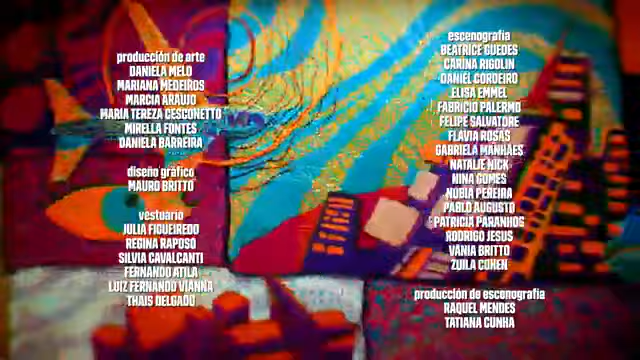 producción de arte
DANIELA MELO
MARIANA MEDEIROS
MARCIA ARAUJO
MARIA TEREZA CESCONETTO
MIRELLA FONTES
DANIELA BARREIRA
diseño gráfico
MAURO BRITTO
vestuario
JULIA FIGUEIREDO
REGINA RAPOSO
SILVIA CAVALCANTI
FERNANDO ATILA
LUIZ FERNANDO VIANNA
THAIS DELGADO
escenografia
BEATRICE GUEDES
CARINA RIGOLIN
DANIEL CORDEIRO
ELISA EMMEL
FABRICIO PALERMO
FELIPE SALVATORE
FLAVIA ROSAS
GABRIELA MANHÃES
NATALIE NICK
NINA GOMES
NUBIA PEREIRA
PABLO AUGUSTO
PATRICIA PARANHOS
RODRIGO JESUS
VANIA BRITTO
ZUILA COHEN
producción de escenografia
RAQUEL MENDES
TATIANA CUNHA